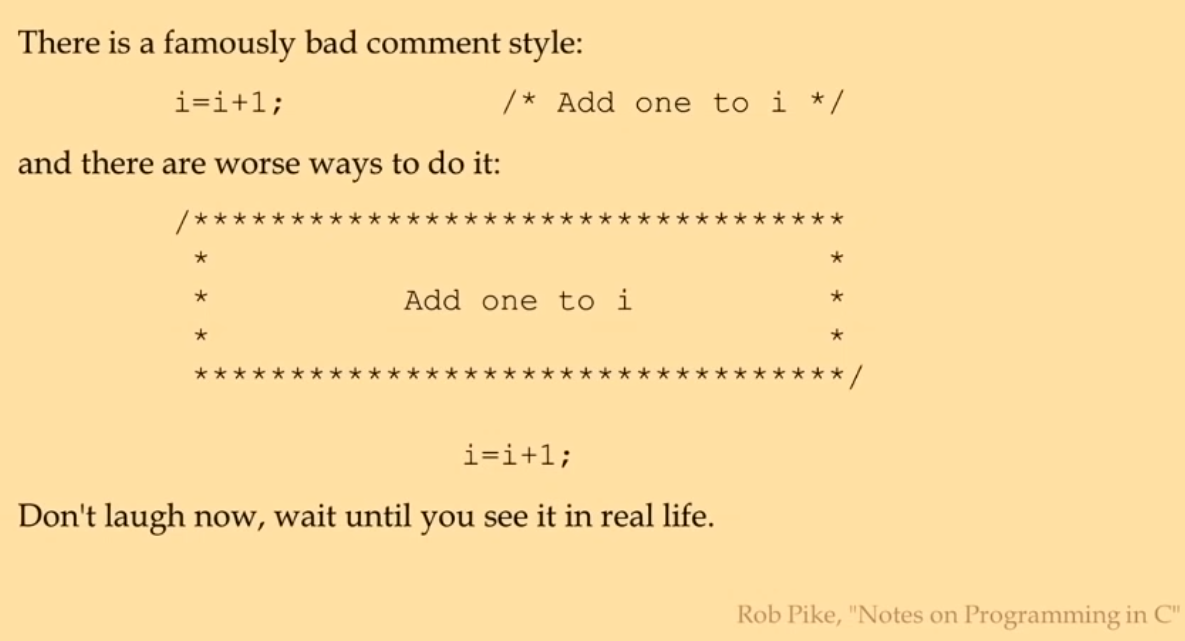 There is a famously bad comment style:
i=i+1;                /* Add one to i */
and there are worse ways to do it:
/**********************************
 *                                *
 *          Add one to i          *
 *                                *
 **********************************/
i=i+1;
Don't laugh now, wait until you see it in real life.
Rob Pike, "Notes on Programming in C"